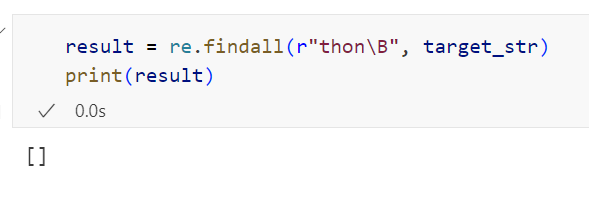 result = re.findall(r"thon\B", target_str)
print(result)
0.0s
[]